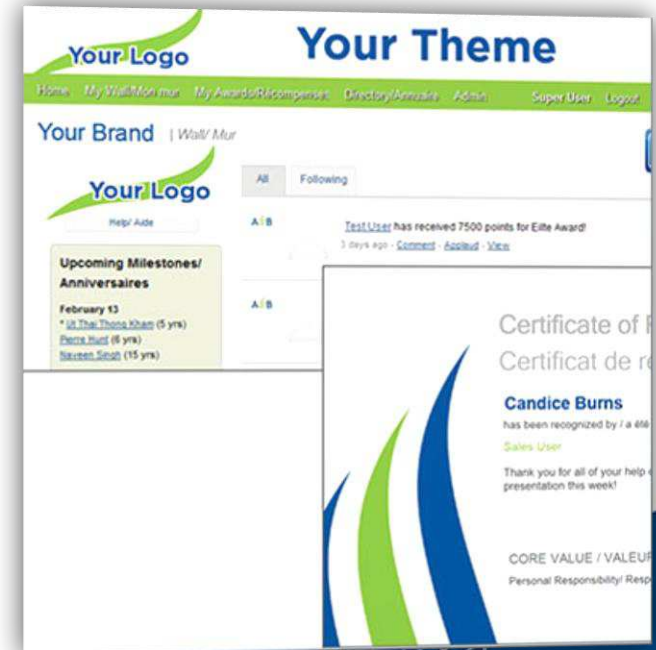 Your Logo
Your Theme
Home My Wall/Mon mur My Awards/Récompenses Directory/Annuaire Admin Super User Logout
Your Brand | Wall/ Mur
Your Logo
Help/ Aide
All Following
A B
Test User has received 7500 points for Elite Award!
3 days ago - Comment - Applaud - View
Upcoming Milestones/
Anniversaires
February 13
* Ut Thai Thong Kham (5 yrs)
Pierre Hunt (6 yrs)
Naveen Singh (15 yrs)
A B
Certificate of
Certificat de
Candice Burns
has been recognized by / a été
Sales User
Thank you for all of your help
presentation this week!
CORE VALUE / VALEUR
Personal Responsibility/ Resp